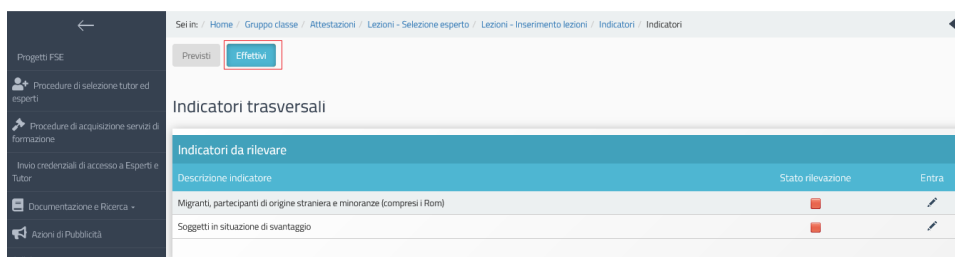 Sei in: / Home / Gruppo classe / Attestazioni / Lezioni - Selezione esperto / Lezioni - Inserimento lezioni / Indicatori / Indicatori
Progetti FSE
Procedure di selezione tutor ed
esperti
Procedure di acquisizione servizi di
formazione
Invio credenziali di accesso a Esperti e
Tutor
Documentazione e Ricerca
Azioni di Pubblicità
Previsti Effettivi
Indicatori trasversali
Indicatori da rilevare
Descrizione indicatore Stato rilevazione Entra
Migranti, partecipanti di origine straniera e minoranze (compresi i Rom)
Soggetti in situazione di svantaggio